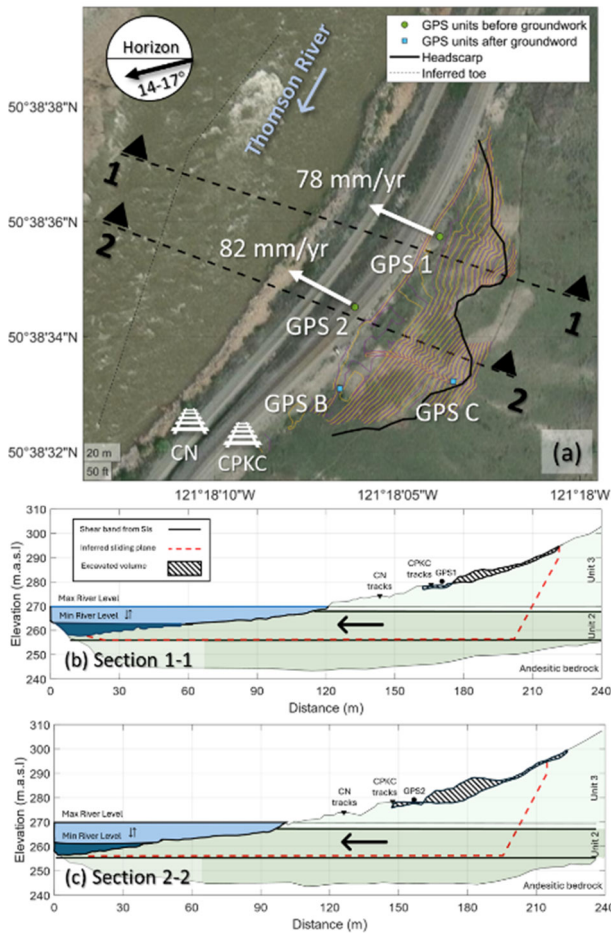 GPS units before groundwork
GPS units after groundword
Headscarp
Inferred toe
Horizon
14-17°
Thomson River
50°38'38"N
50°38'36"N
50°38'34"N
50°38'32"N
1
2
78 mm/yr
82 mm/yr
GPS 1
GPS 2
1
2
GPS B
GPS C
CN
CPKC
20 m
50 ft
(a)
121°18'10"W
121°18'05"W
121°18'W
Elevation (m.a.s.l)
310
300
290
280
270
260
250
240
Shear band from SIs
Inferred sliding plane
Excavated volume
CN
tracks
CPKC
tracks
GPS1
Unit 3
Max River Level
Min River Level
Unit 2
(b) Section 1-1
Andesitic bedrock
0 30 60 90 120 150 180 210 240
Distance (m)
Elevation (m.a.s.l)
310
300
290
280
270
260
250
240
CN
tracks
CPKC
tracks
GPS2
Unit 3
Max River Level
Min River Level
Unit 2
(c) Section 2-2
Andesitic bedrock
0 30 60 90 120 150 180 210 240
Distance (m)